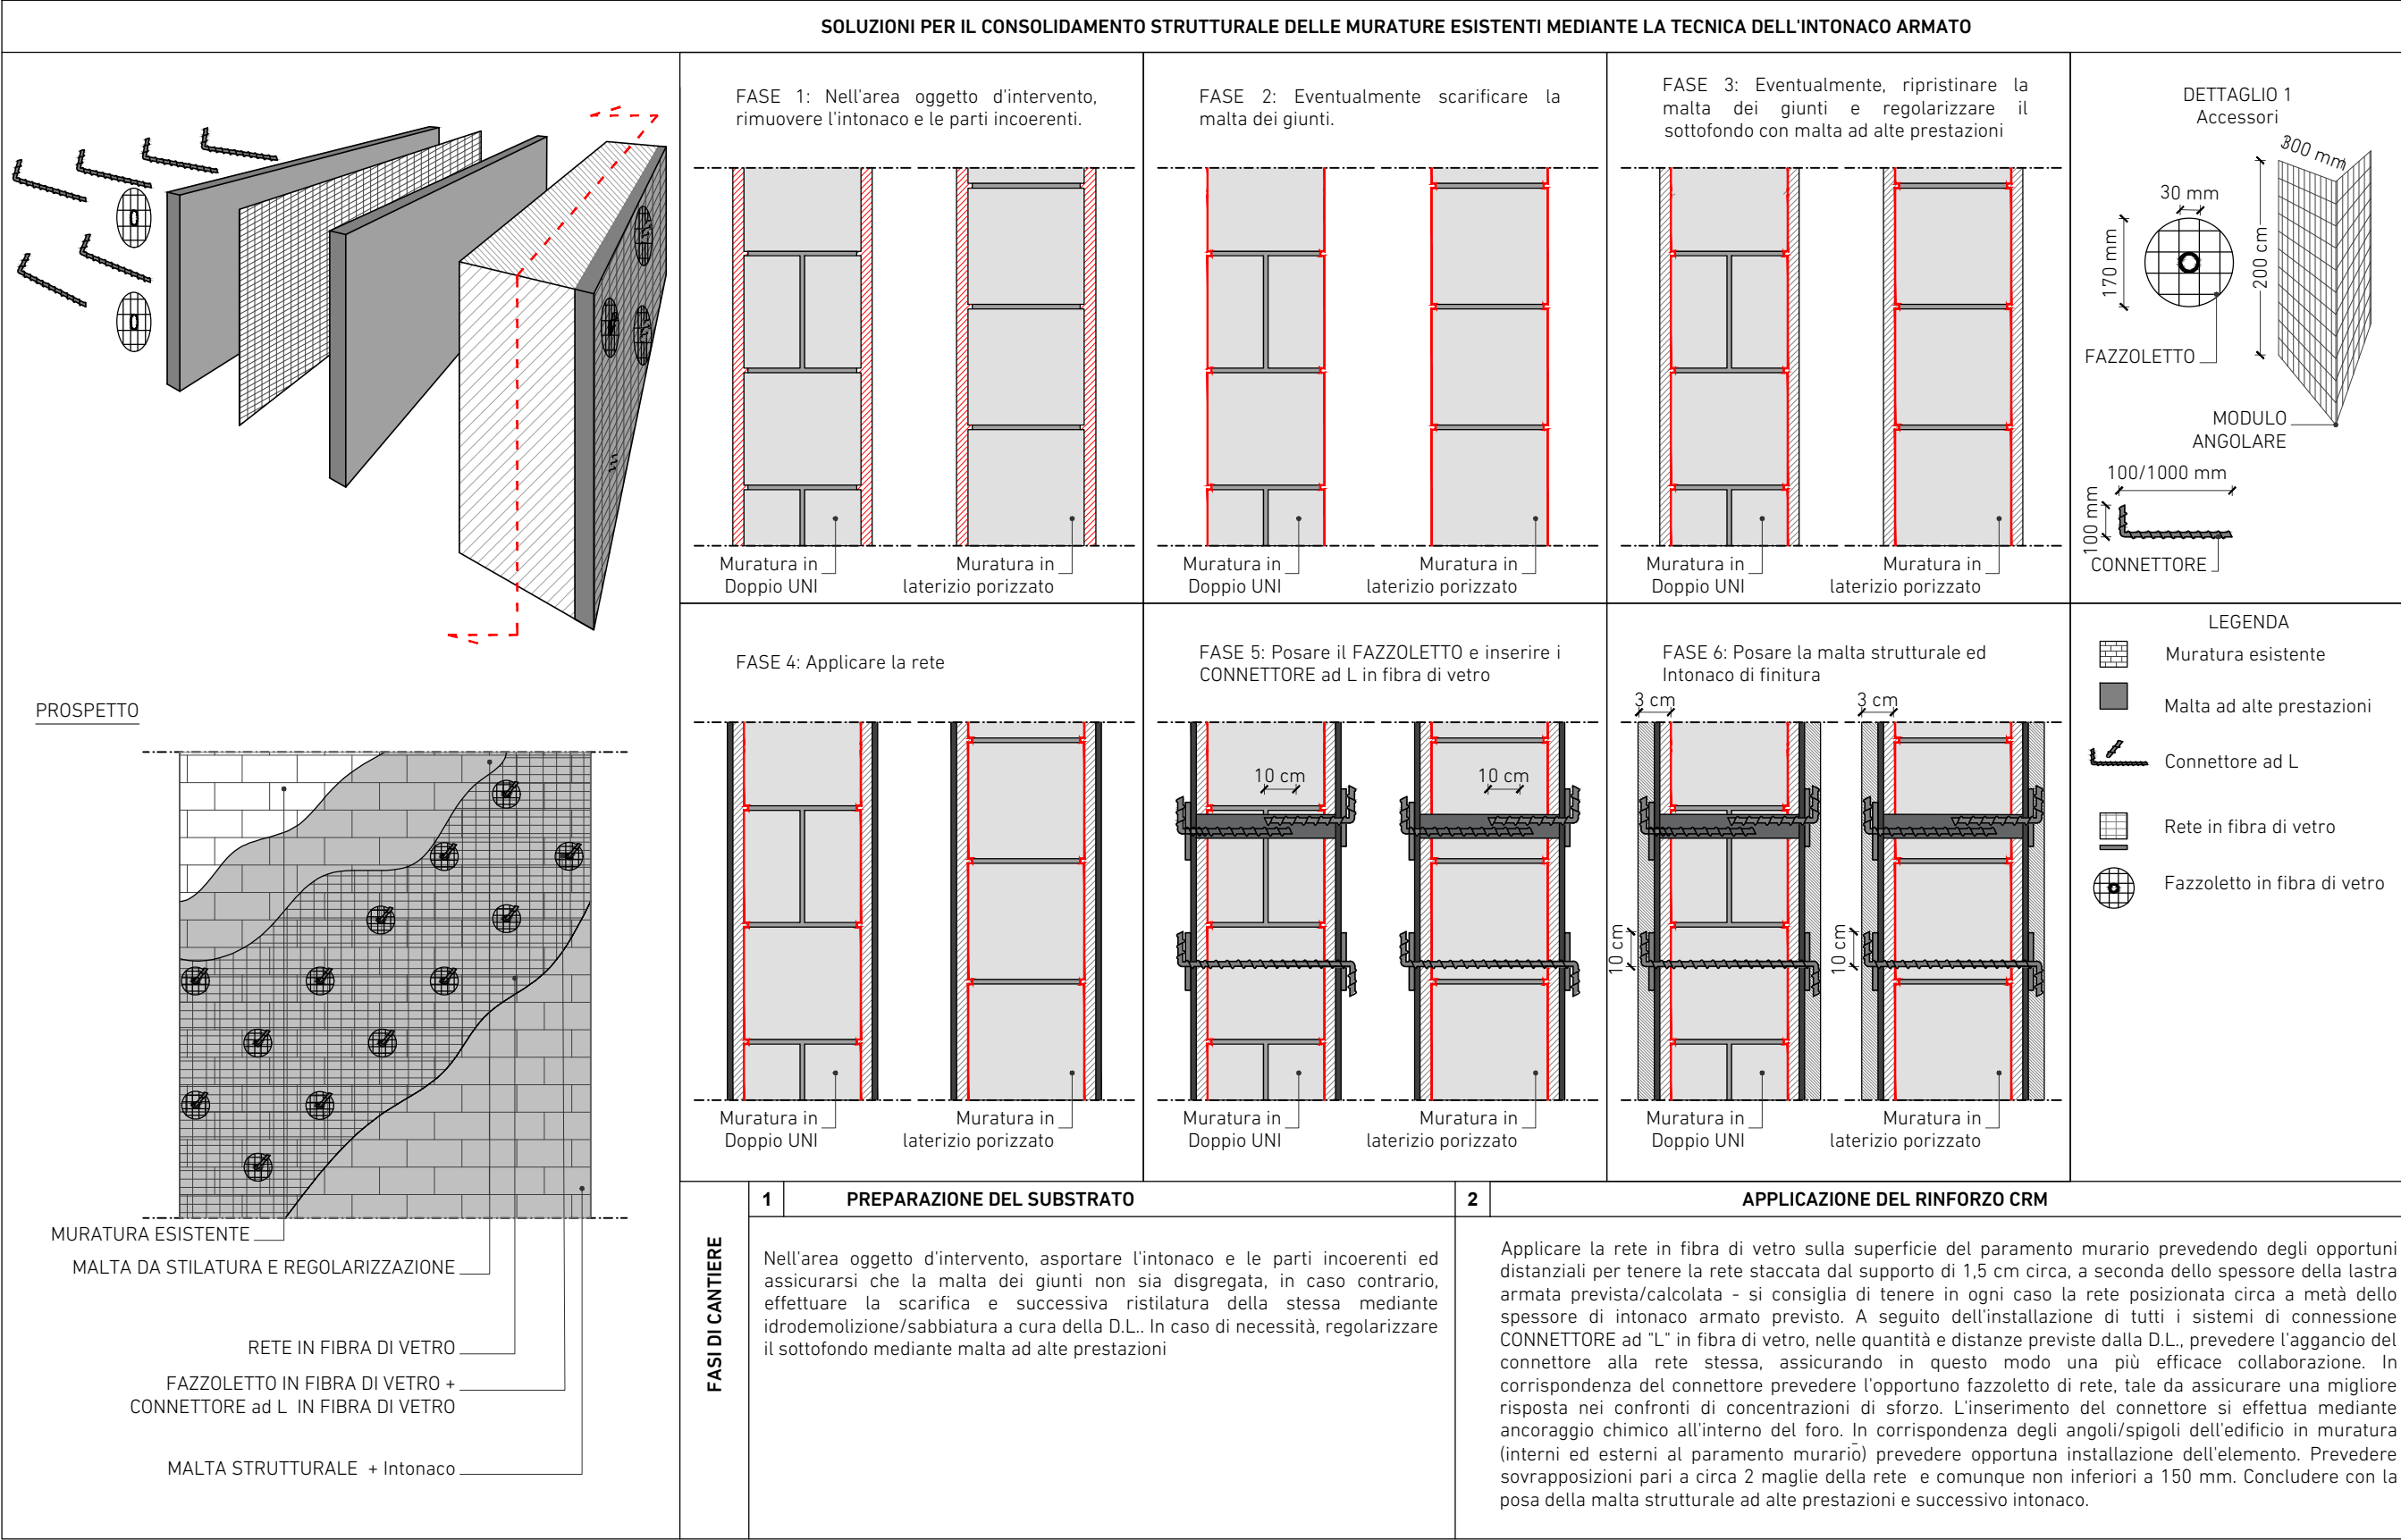 SOLUZIONI PER IL CONSOLIDAMENTO STRUTTURALE DELLE MURATURE ESISTENTI MEDIANTE LA TECNICA DELL'INTONACO ARMATO
FASE 1: Nell'area oggetto d'intervento,
rimuovere l'intonaco e le parti incoerenti.
Muratura in
Doppio UNI
Muratura in
laterizio porizzato
FASE 2: Eventualmente scarificare la
malta dei giunti.
Muratura in
Doppio UNI
Muratura in
laterizio porizzato
FASE 3: Eventualmente, ripristinare la
malta dei giunti e regolarizzare il
sottofondo con malta ad alte prestazioni
Muratura in
Doppio UNI
Muratura in
laterizio porizzato
DETTAGLIO 1
Accessori
300 mm
30 mm
170 mm
200 cm
FAZZOLETTO
MODULO
ANGOLARE
100/1000 mm
100 mm
CONNETTORE
FASE 4: Applicare la rete
Muratura in
Doppio UNI
Muratura in
laterizio porizzato
FASE 5: Posare il FAZZOLETTO e inserire i
CONNETTORE ad L in fibra di vetro
10 cm
10 cm
Muratura in
Doppio UNI
Muratura in
laterizio porizzato
FASE 6: Posare la malta strutturale ed
Intonaco di finitura
3 cm
3 cm
10 cm
10 cm
Muratura in
Doppio UNI
Muratura in
laterizio porizzato
LEGENDA
Muratura esistente
Malta ad alte prestazioni
Connettore ad L
Rete in fibra di vetro
Fazzoletto in fibra di vetro
PROSPETTO
MURATURA ESISTENTE
MALTA DA STILATURA E REGOLARIZZAZIONE
RETE IN FIBRA DI VETRO
FAZZOLETTO IN FIBRA DI VETRO +
CONNETTORE ad L IN FIBRA DI VETRO
MALTA STRUTTURALE + Intonaco
FASI DI CANTIERE
1 PREPARAZIONE DEL SUBSTRATO
Nell'area oggetto d'intervento, asportare l'intonaco e le parti incoerenti ed
assicurarsi che la malta dei giunti non sia disgregata, in caso contrario,
effettuare la scarifica e successiva ristilatura della stessa mediante
idrodemolizione/sabbiatura a cura della D.L.. In caso di necessità, regolarizzare
il sottofondo mediante malta ad alte prestazioni
2 APPLICAZIONE DEL RINFORZO CRM
Applicare la rete in fibra di vetro sulla superficie del paramento murario prevedendo degli opportuni
distanziali per tenere la rete staccata dal supporto di 1,5 cm circa, a seconda dello spessore della lastra
armata prevista/calcolata - si consiglia di tenere in ogni caso la rete posizionata circa a metà dello
spessore di intonaco armato previsto. A seguito dell'installazione di tutti i sistemi di connessione
CONNETTORE ad "L" in fibra di vetro, nelle quantità e distanze previste dalla D.L., prevedere l'aggancio del
connettore alla rete stessa, assicurando in questo modo una più efficace collaborazione. In
corrispondenza del connettore prevedere l'opportuno fazzoletto di rete, tale da assicurare una migliore
risposta nei confronti di concentrazioni di sforzo. L'inserimento del connettore si effettua mediante
ancoraggio chimico all'interno del foro. In corrispondenza degli angoli/spigoli dell'edificio in muratura
(interni ed esterni al paramento murario) prevedere opportuna installazione dell'elemento. Prevedere
sovrapposizioni pari a circa 2 maglie della rete e comunque non inferiori a 150 mm. Concludere con la
posa della malta strutturale ad alte prestazioni e successivo intonaco.